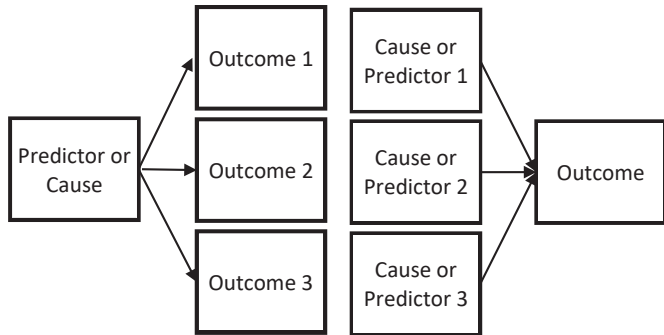 Predictor or
Cause
Outcome 1
Outcome 2
Outcome 3
Cause or
Predictor 1
Cause or
Predictor 2
Cause or
Predictor 3
Outcome